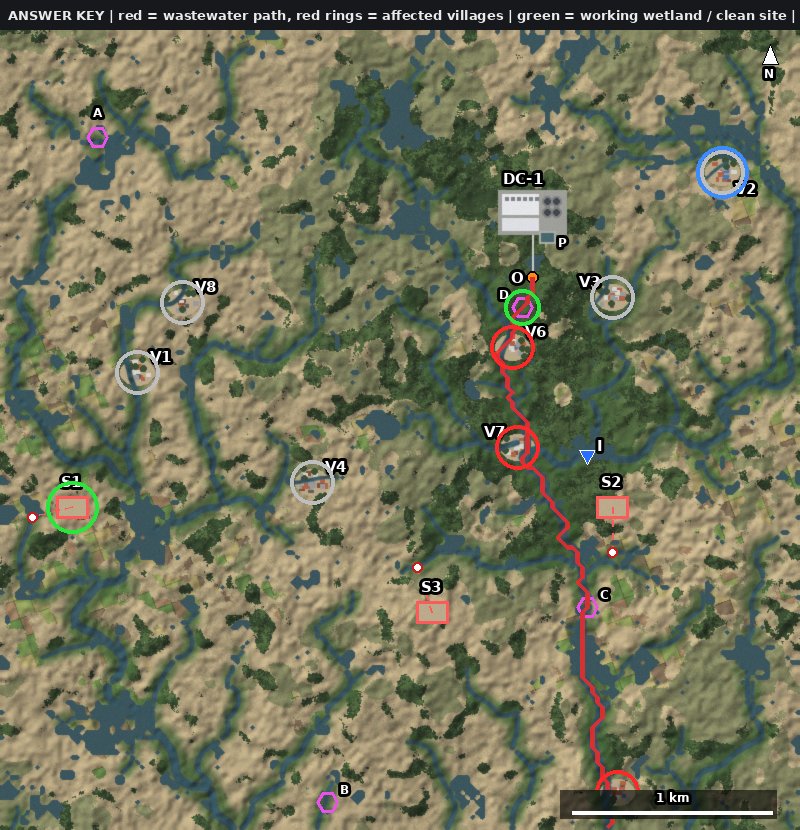 ANSWER KEY | red = wastewater path, red rings = affected villages | green = working wetland / clean site |
N
A
DC-1
V2
P
O
V3
D
V8
V6
V1
V7
I
V4
S1
S2
S3
C
B
1 km